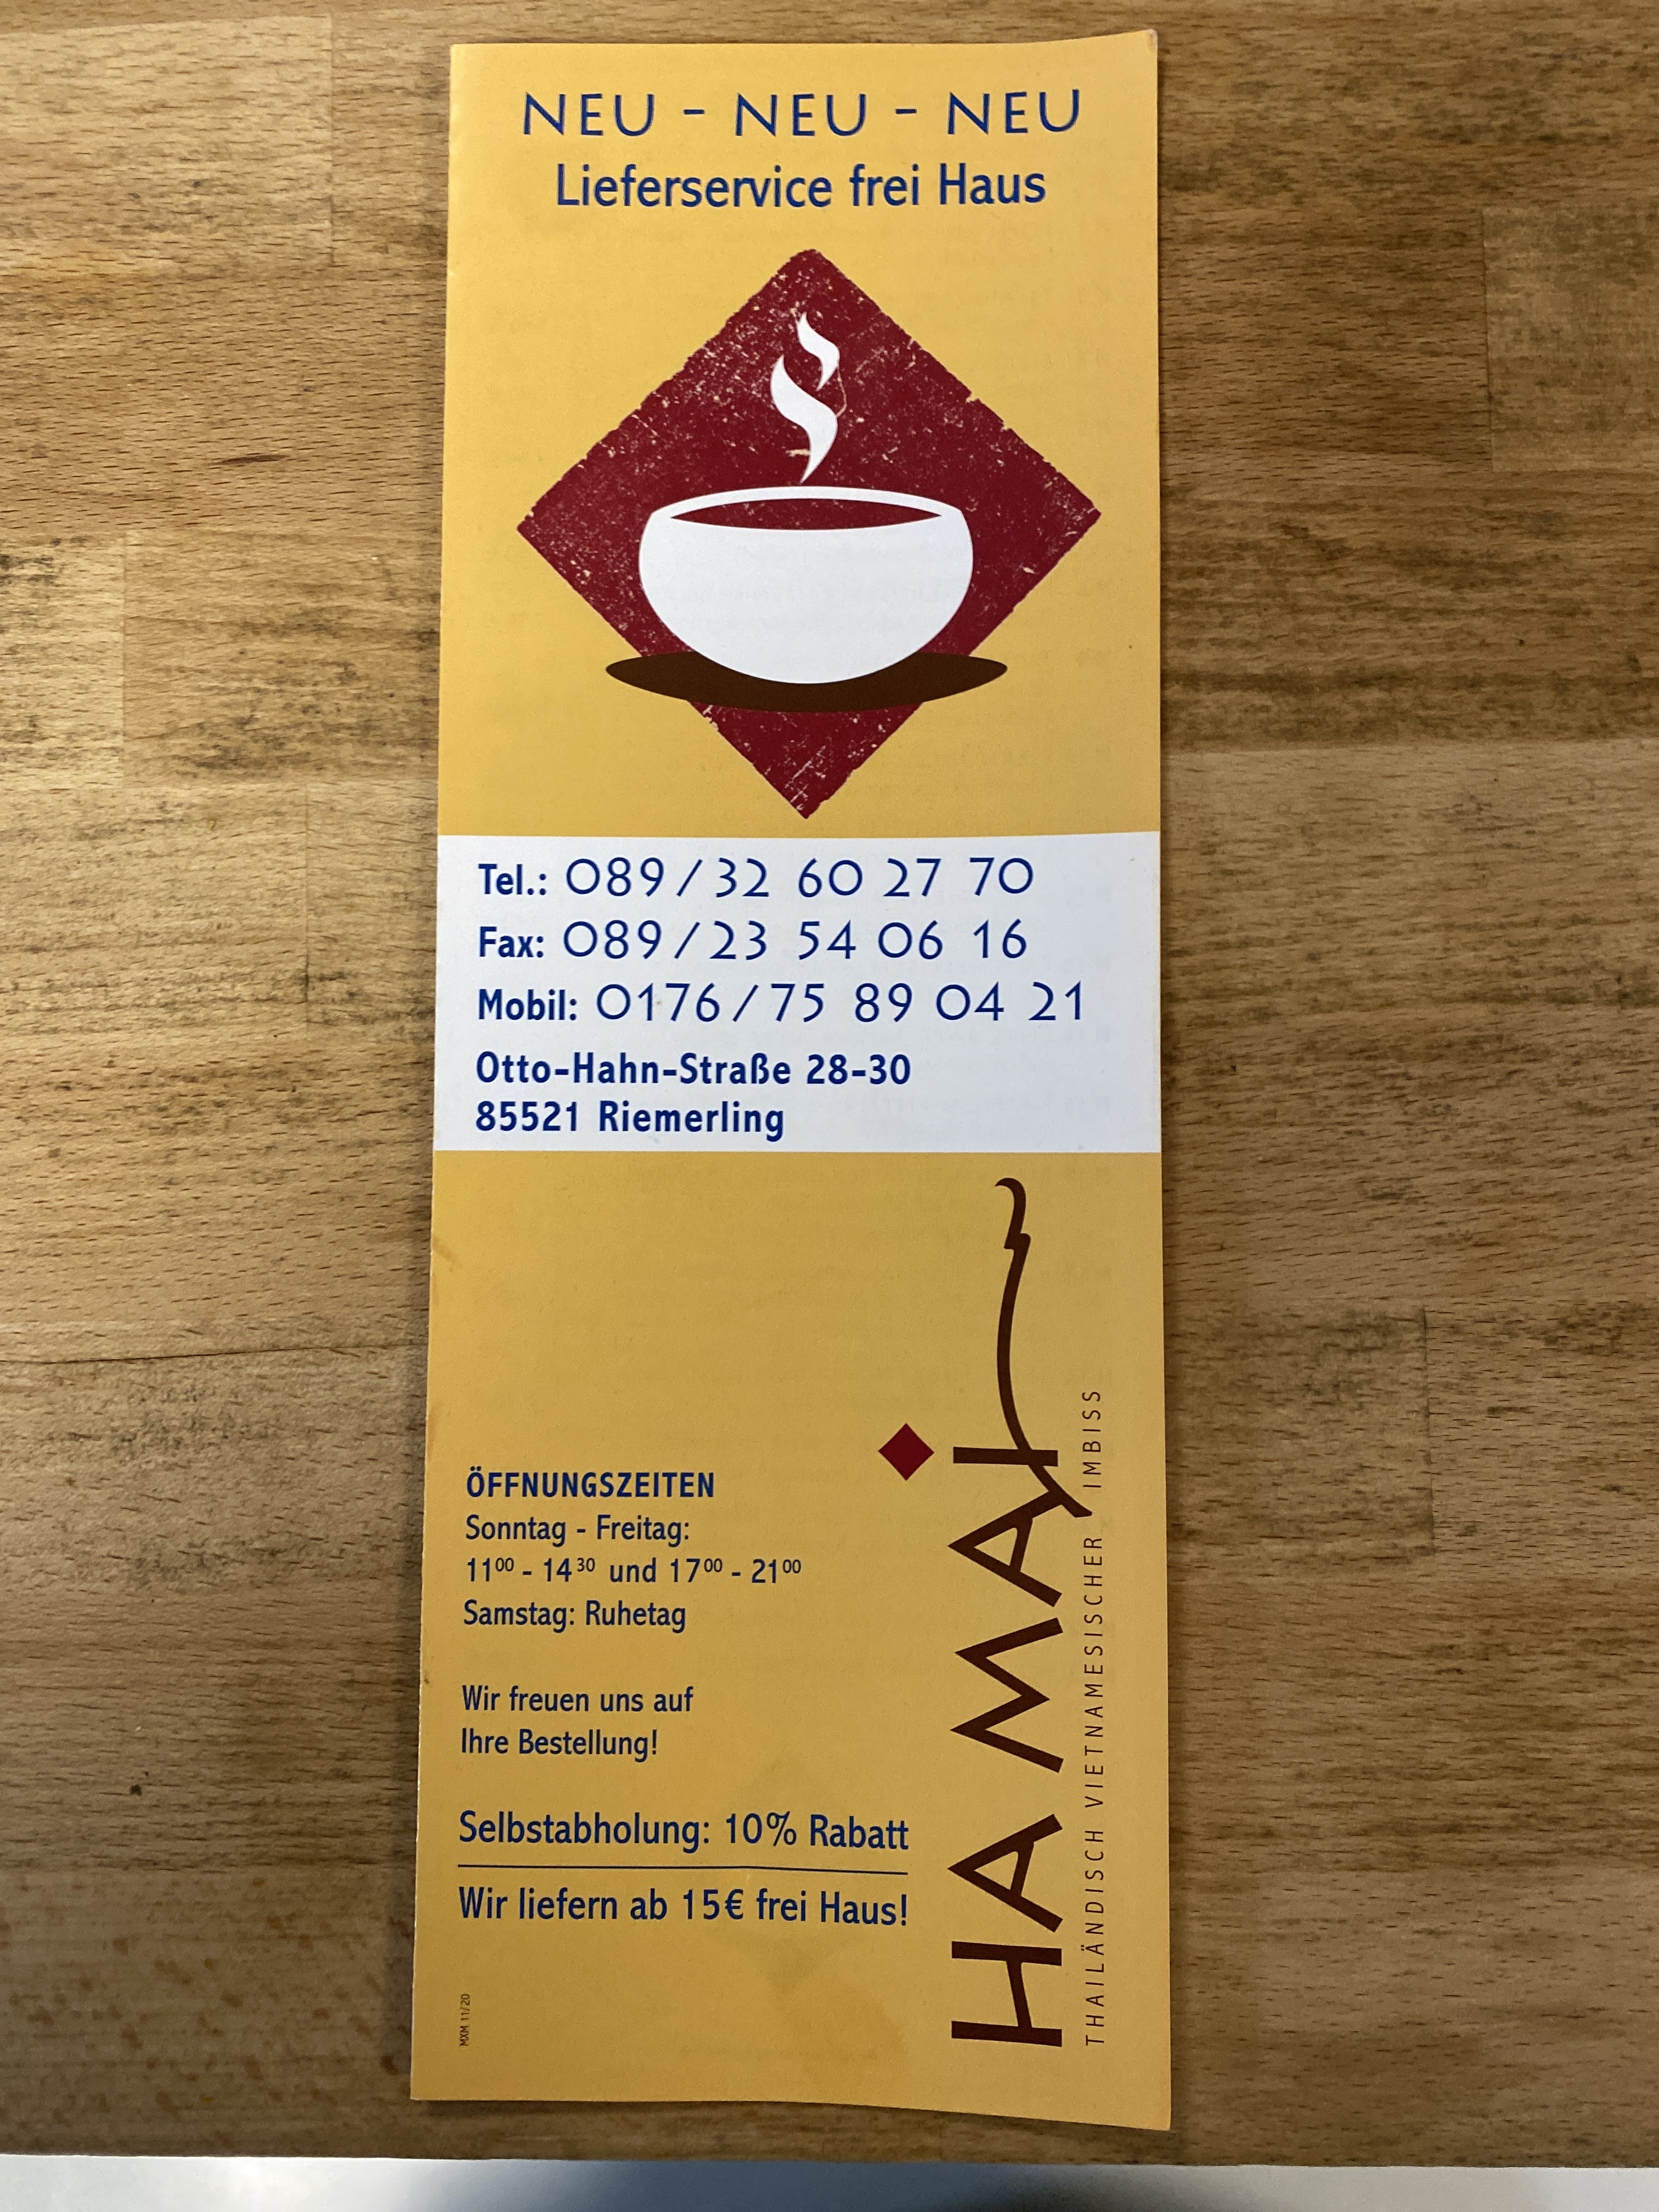 NEU - NEU - NEU
Lieferservice frei Haus
Tel.: 089/32 60 27 70
Fax: 089/23 54 06 16
Mobil: 0176/75 89 04 21
Otto-Hahn-Straße 28-30
85521 Riemerling
ÖFFNUNGSZEITEN
Sonntag - Freitag:
11⁰⁰ - 14³⁰ und 17⁰⁰ - 21⁰⁰
Samstag: Ruhetag
Wir freuen uns auf
Ihre Bestellung!
Selbstabholung: 10% Rabatt
Wir liefern ab 15€ frei Haus!
MXM 11/20
HA MAI
THAILÄNDISCH VIETNAMESISCHER IMBISS